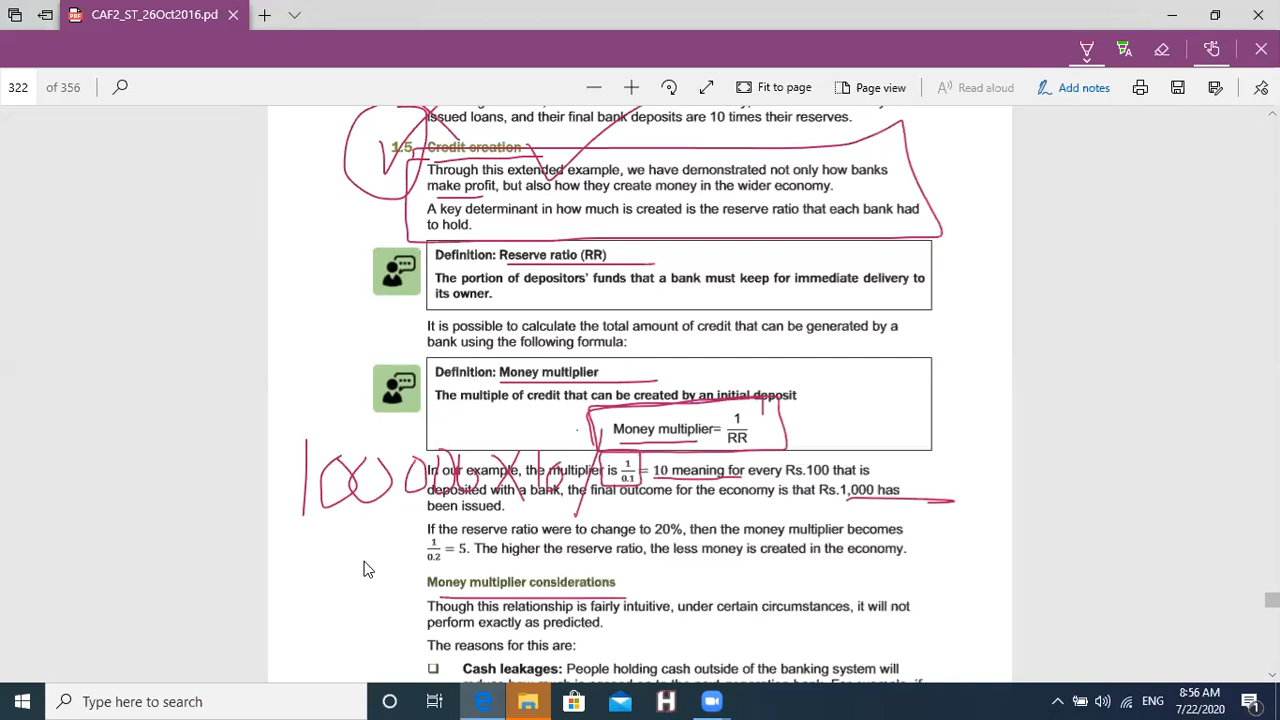 CAF2_ST_26Oct2016.pd
322 of 356
Fit to page
Page view
Read aloud
Add notes
issued loans, and their final bank deposits are 10 times their reserves.
1.5 Credit creation
Through this extended example, we have demonstrated not only how banks
make profit, but also how they create money in the wider economy.
A key determinant in how much is created is the reserve ratio that each bank had
to hold.
Definition: Reserve ratio (RR)
The portion of depositors' funds that a bank must keep for immediate delivery to
its owner.
It is possible to calculate the total amount of credit that can be generated by a
bank using the following formula:
Definition: Money multiplier
The multiple of credit that can be created by an initial deposit
Money multiplier= 1/RR
In our example, the multiplier is 1/0.1 = 10 meaning for every Rs.100 that is
deposited with a bank, the final outcome for the economy is that Rs.1,000 has
been issued.
If the reserve ratio were to change to 20%, then the money multiplier becomes
1/0.2 = 5. The higher the reserve ratio, the less money is created in the economy.
Money multiplier considerations
Though this relationship is fairly intuitive, under certain circumstances, it will not
perform exactly as predicted.
The reasons for this are:
Cash leakages: People holding cash outside of the banking system will
Type here to search
ENG
8:56 AM
7/22/2020